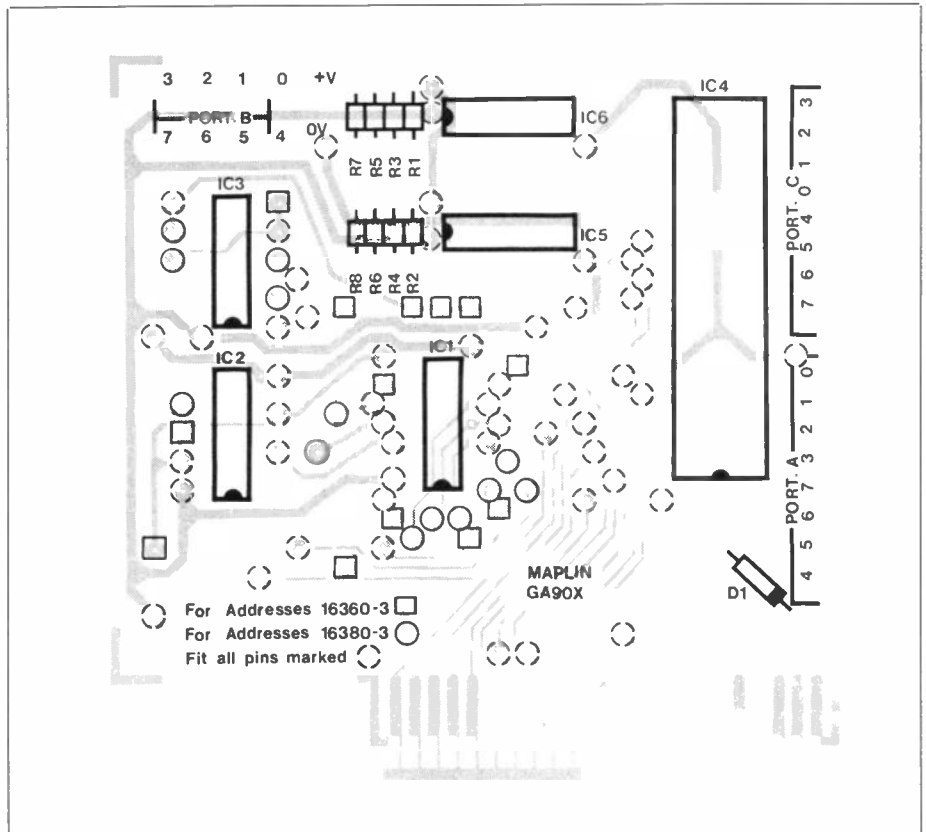 3 2 1 0 +V
PORT. B
7 6 5 4
0V
R7 R5 R3 R1
IC6
IC4
3 2 1 0 4 5 6 7
PORT. C
IC3
IC5
R8 R6 R4 R2
IC2
IC1
0 1 2 3 7 6 5 4
PORT. A
MAPLIN
GA90X
D1
For Addresses 16360-3
For Addresses 16380-3
Fit all pins marked